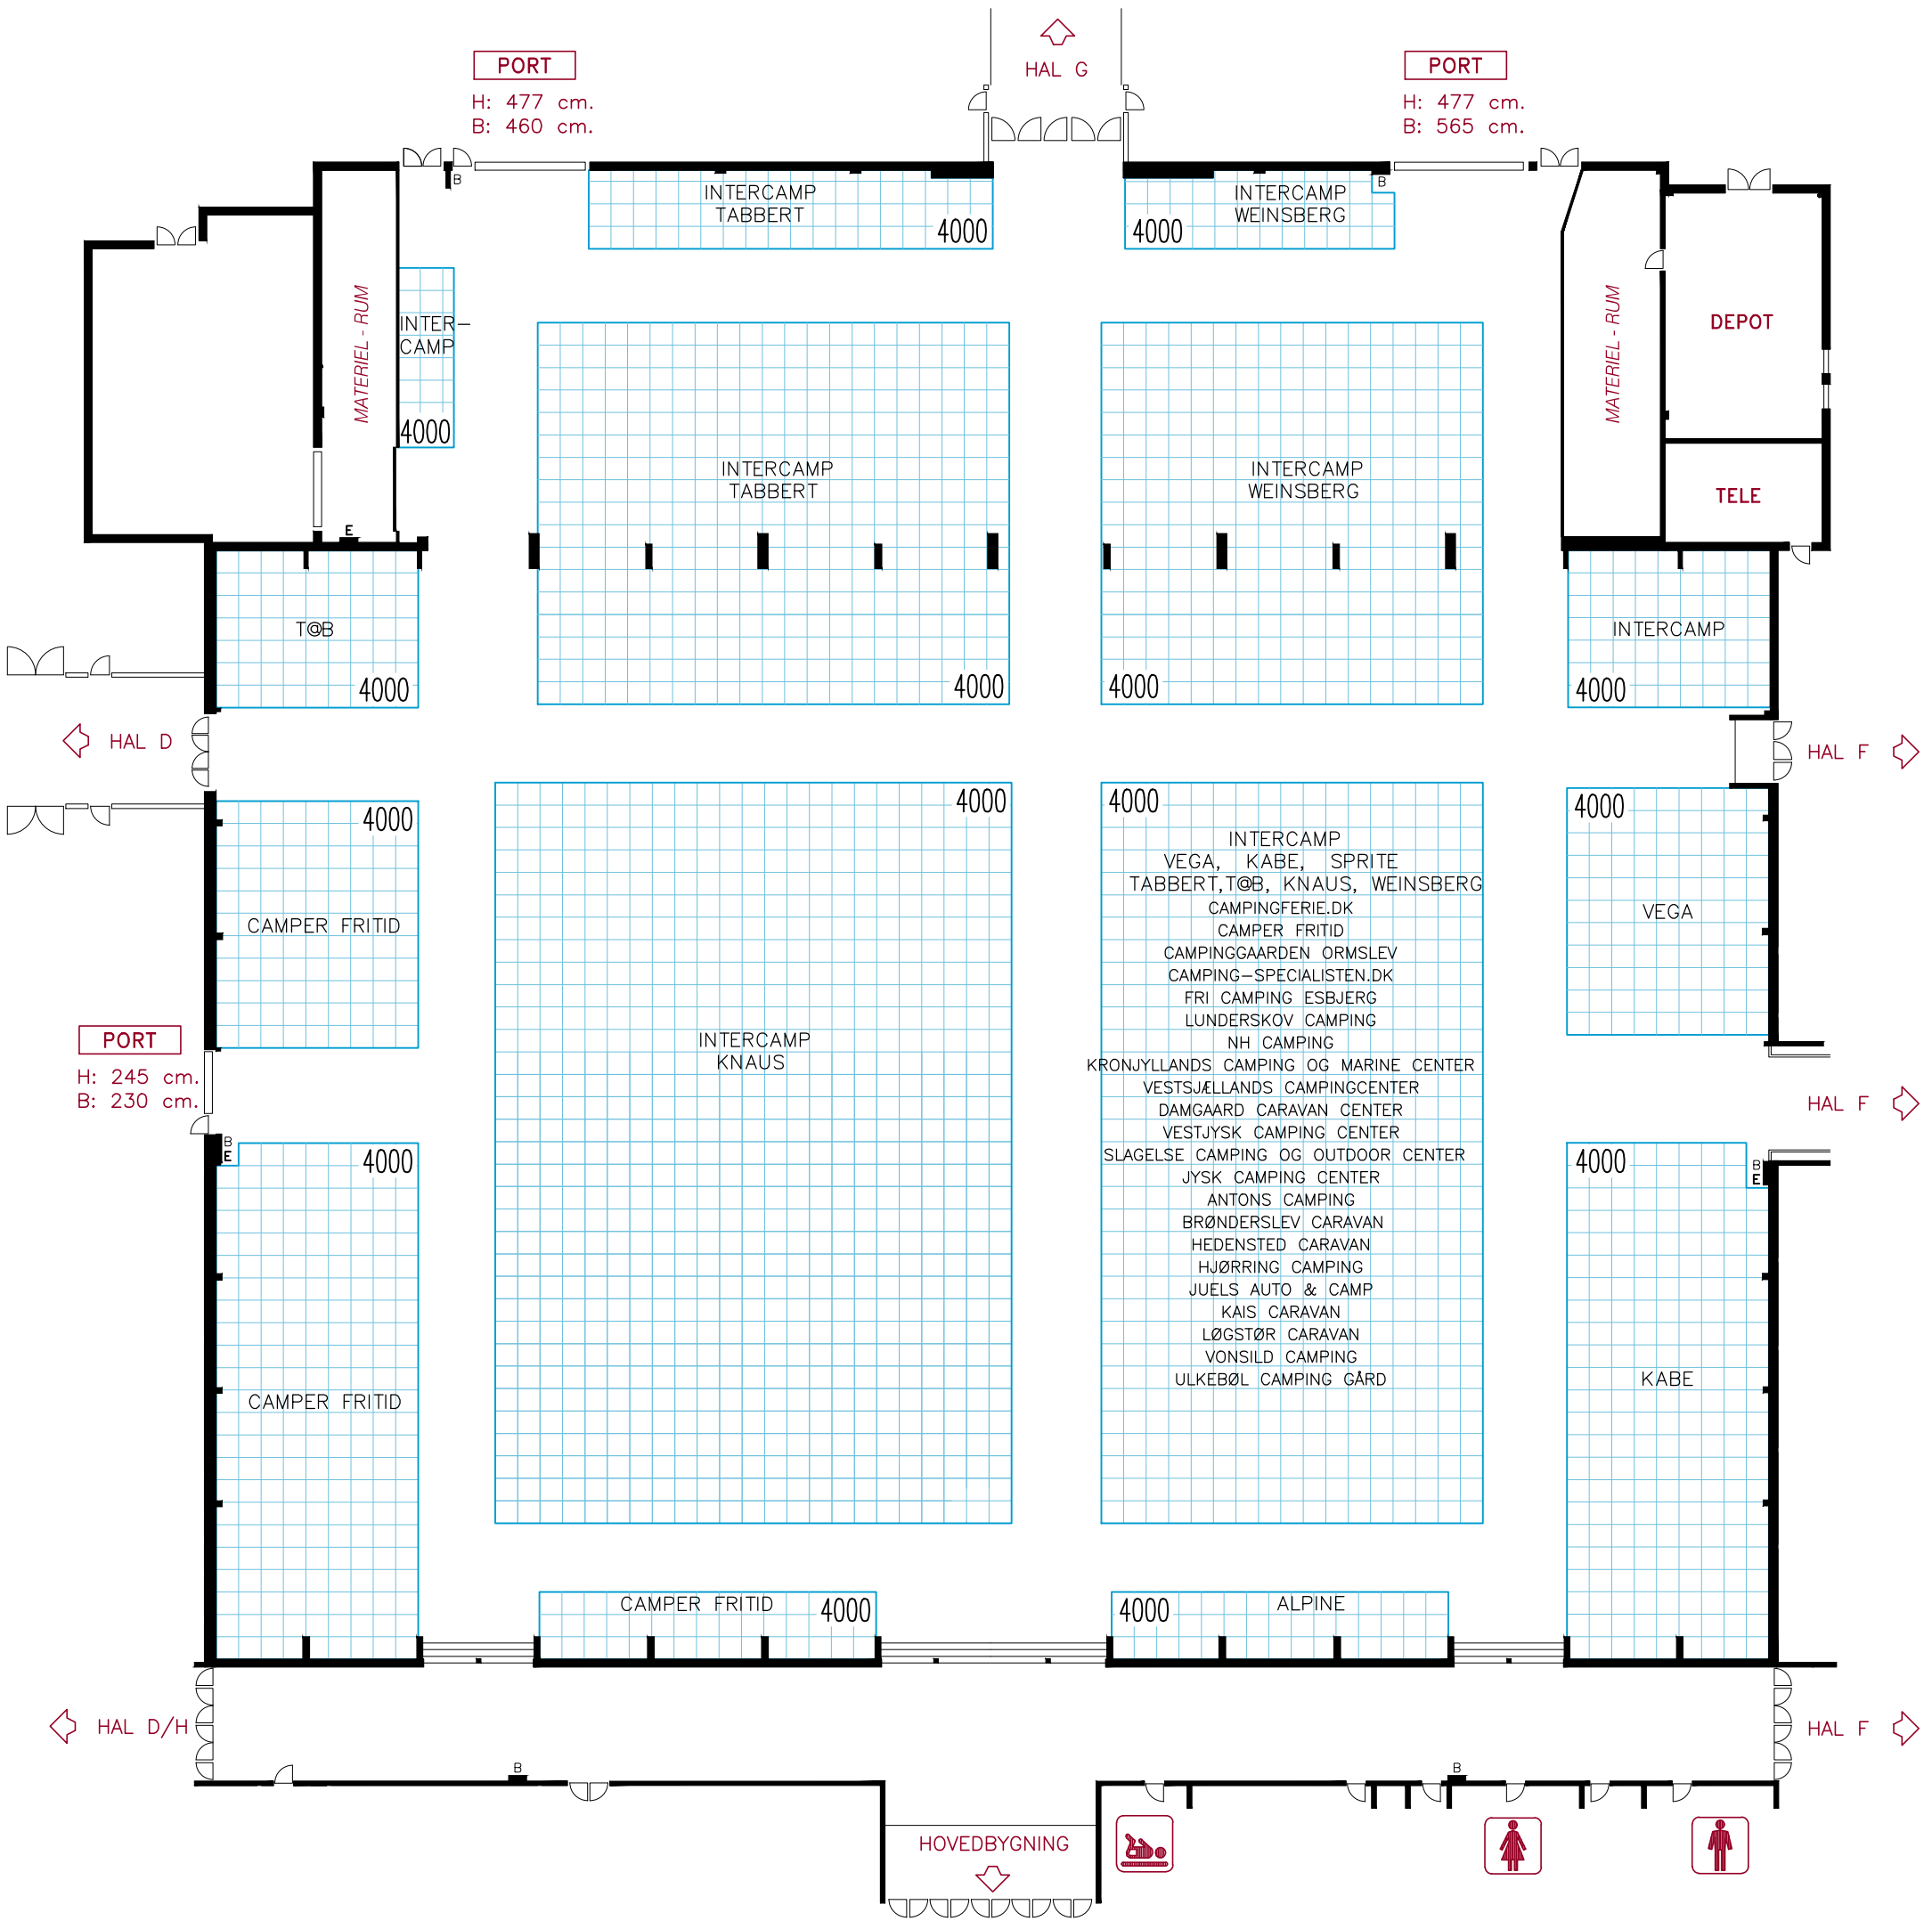 HAL G
PORT
H: 477 cm.
B: 460 cm.
PORT
H: 477 cm.
B: 565 cm.
B
INTERCAMP
TABBERT
4000
INTERCAMP
WEINSBERG
4000
B
MATERIEL - RUM
INTER-
CAMP
4000
E
INTERCAMP
TABBERT
4000
INTERCAMP
WEINSBERG
4000
MATERIEL - RUM
DEPOT
TELE
T@B
4000
INTERCAMP
4000
HAL D
HAL F
4000
CAMPER FRITID
4000
INTERCAMP
KNAUS
4000
INTERCAMP
VEGA, KABE, SPRITE
TABBERT,T@B, KNAUS, WEINSBERG
CAMPINGFERIE.DK
CAMPER FRITID
CAMPINGGAARDEN ORMSLEV
CAMPING-SPECIALISTEN.DK
FRI CAMPING ESBJERG
LUNDERSKOV CAMPING
NH CAMPING
KRONJYLLANDS CAMPING OG MARINE CENTER
VESTSJÆLLANDS CAMPINGCENTER
DAMGAARD CARAVAN CENTER
VESTJYSK CAMPING CENTER
SLAGELSE CAMPING OG OUTDOOR CENTER
JYSK CAMPING CENTER
ANTONS CAMPING
BRØNDERSLEV CARAVAN
HEDENSTED CARAVAN
HJØRRING CAMPING
JUELS AUTO & CAMP
KAIS CARAVAN
LØGSTØR CARAVAN
VONSILD CAMPING
ULKEBØL CAMPING GÅRD
4000
VEGA
PORT
H: 245 cm.
B: 230 cm.
HAL F
B
E
4000
CAMPER FRITID
4000
B
E
KABE
CAMPER FRITID
4000
4000
ALPINE
HAL D/H
HAL F
B
B
HOVEDBYGNING